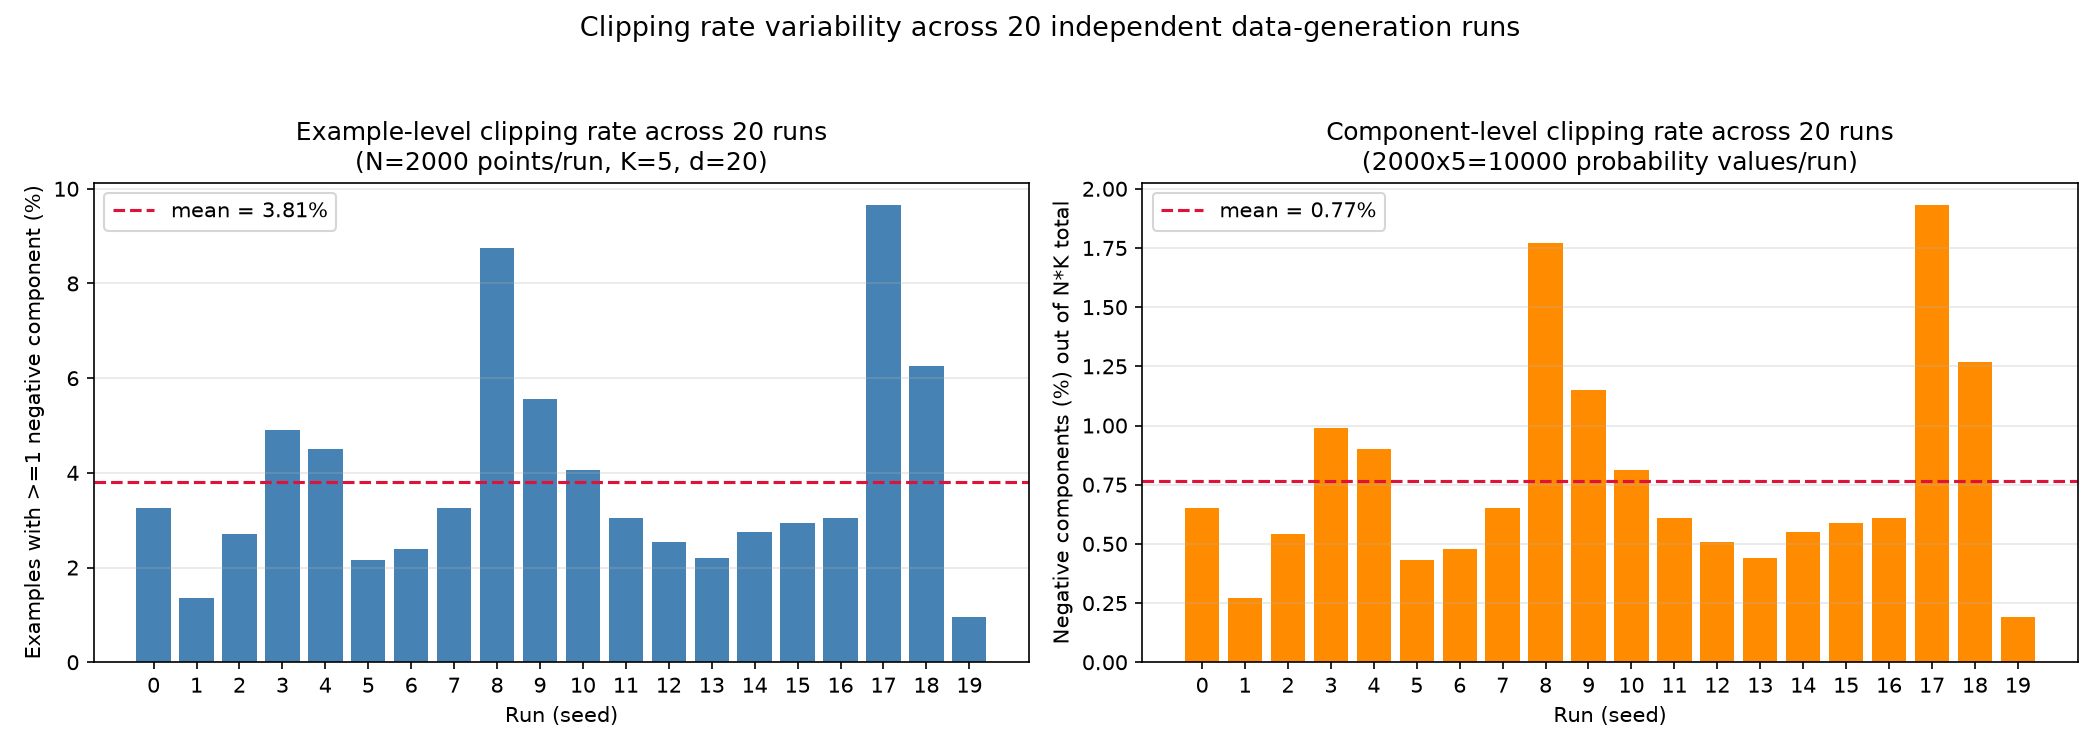 Clipping rate variability across 20 independent data-generation runs
Example-level clipping rate across 20 runs
(N=2000 points/run, K=5, d=20)
Examples with >=1 negative component (%)
10
8
6
4
2
0
mean = 3.81%
0 1 2 3 4 5 6 7 8 9 10 11 12 13 14 15 16 17 18 19
Run (seed)
Component-level clipping rate across 20 runs
(2000x5=10000 probability values/run)
Negative components (%) out of N*K total
2.00
1.75
1.50
1.25
1.00
0.75
0.50
0.25
0.00
mean = 0.77%
0 1 2 3 4 5 6 7 8 9 10 11 12 13 14 15 16 17 18 19
Run (seed)